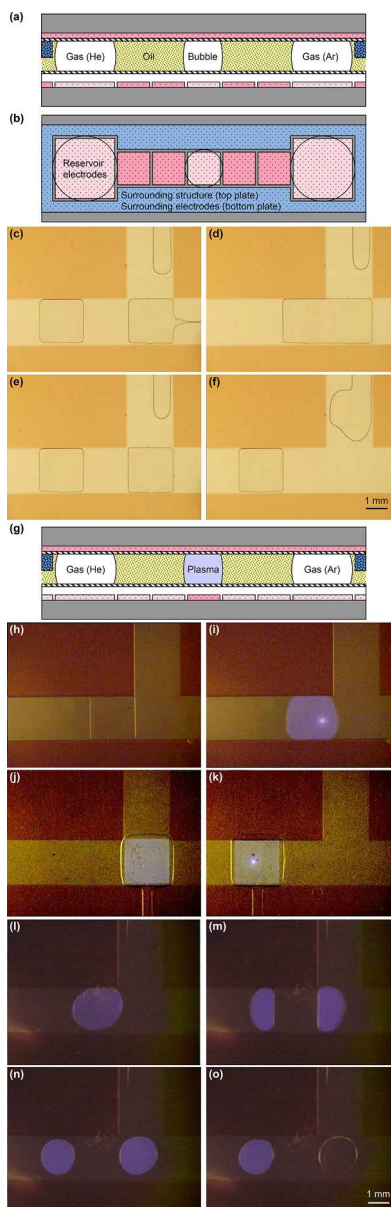 (a)
Gas (He) Oil Bubble Gas (Ar)
(b)
Reservoir
electrodes
Surrounding structure (top plate)
Surrounding electrodes (bottom plate)
(c) (d)
(e) (f)
1 mm
(g)
Gas (He) Plasma Gas (Ar)
(h) (i)
(j) (k)
(l) (m)
(n) (o)
1 mm